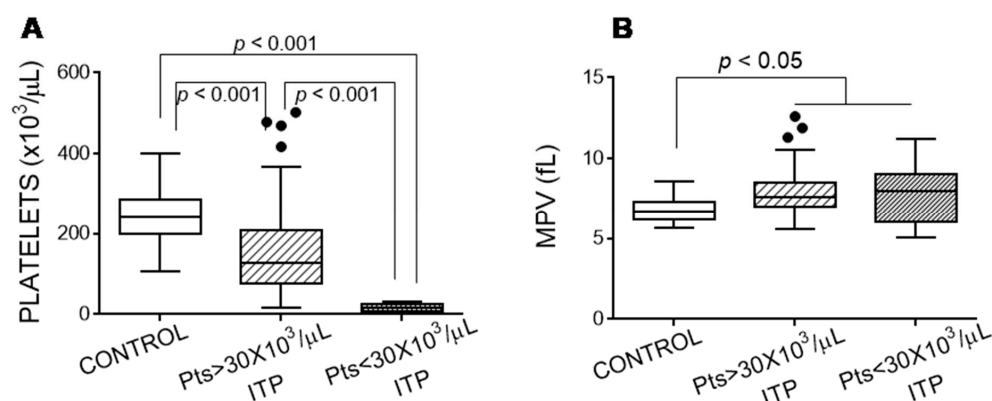 A
PLATELETS (x10³/μL)
600
400
200
0
p < 0.001
p < 0.001
p < 0.001
CONTROL
Pts>30X10³/μL
ITP
Pts<30X10³/μL
ITP
B
MPV (fL)
15
10
5
0
p < 0.05
CONTROL
Pts>30X10³/μL
ITP
Pts<30X10³/μL
ITP